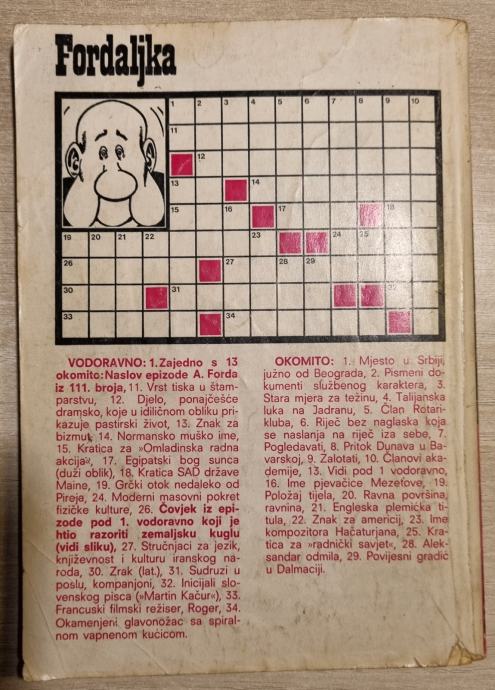 Fordaljka
1 2 3 4 5 6 7 8 9 10
11
12
13 14
15 16 17 18
19 20 21 22 23 24 25
26 27 28 29
30 31 32
33 34
VODORAVNO: 1. Zajedno s 13
okomito: Naslov epizode A. Forda
iz 111. broja, 11. Vrst tiska u štam-
parstvu, 12. Djelo, ponajčešće
dramsko, koje u idiličnom obliku pri-
kazuje pastirski život, 13. Znak za
bizmut, 14. Normansko muško ime,
15. Kratica za »Omladinska radna
akcija«, 17. Egipatski bog sunca
(duži oblik), 18. Kratica SAD države
Maine, 19. Grčki otok nedaleko od
Pireja, 24. Moderni masovni pokret
fizičke kulture, 26. Čovjek iz epi-
zode pod 1. vodoravno koji je
htio razoriti zemaljsku kuglu
(vidi sliku), 27. Stručnjaci za jezik,
književnost i kulturu iranskog na-
roda, 30. Zrak (lat.), 31. Sudruzi u
poslu, kompanjoni, 32. Inicijali slo-
venskog pisca (»Martin Kačur«), 33.
Francuski filmski režiser, Roger, 34.
Okamenjeni glavonožac sa spiral-
nom vapnenom kućicom.
OKOMITO: 1. Mjesto u Srbiji,
južno od Beograda, 2. Pismeni do-
kumenti službenog karaktera, 3.
Stara mjera za težinu, 4. Talijanska
luka na Jadranu, 5. Član Rotari-
kluba, 6. Riječ bez naglaska koja
se naslanja na riječ iza sebe, 7.
Pogledavati, 8. Pritok Dunava u Ba-
varskoj, 9. Zalotati, 10. Članovi aka-
demije, 13. Vidi pod 1 vodoravno,
16. Ime pjevačice Mezetove, 19.
Položaj tijela, 20. Ravna površina,
ravnina, 21. Engleska plemićka ti-
tula, 22. Znak za americij, 23. Ime
kompozitora Hačaturjana, 25. Kra-
tica za »radnički savjet«, 28. Alek-
sandar odmila, 29. Povijesni gradić
u Dalmaciji.